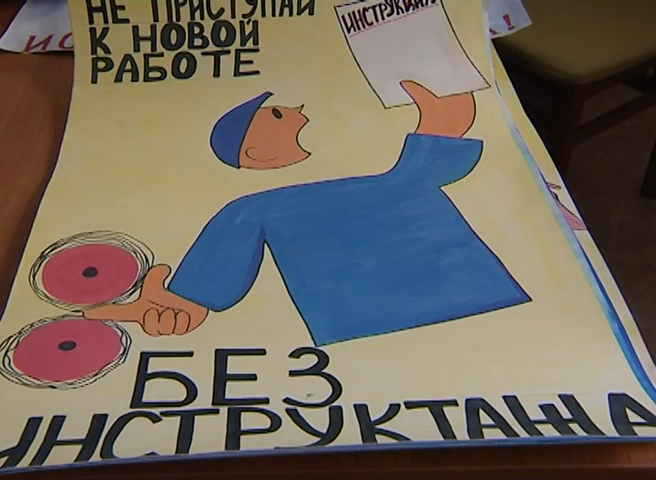 НЕ ПРИСТУПАЙ
К НОВОЙ
РАБОТЕ
ИНСТРУКЦИЯ
БЕЗ
ИНСТРУКТАЖА